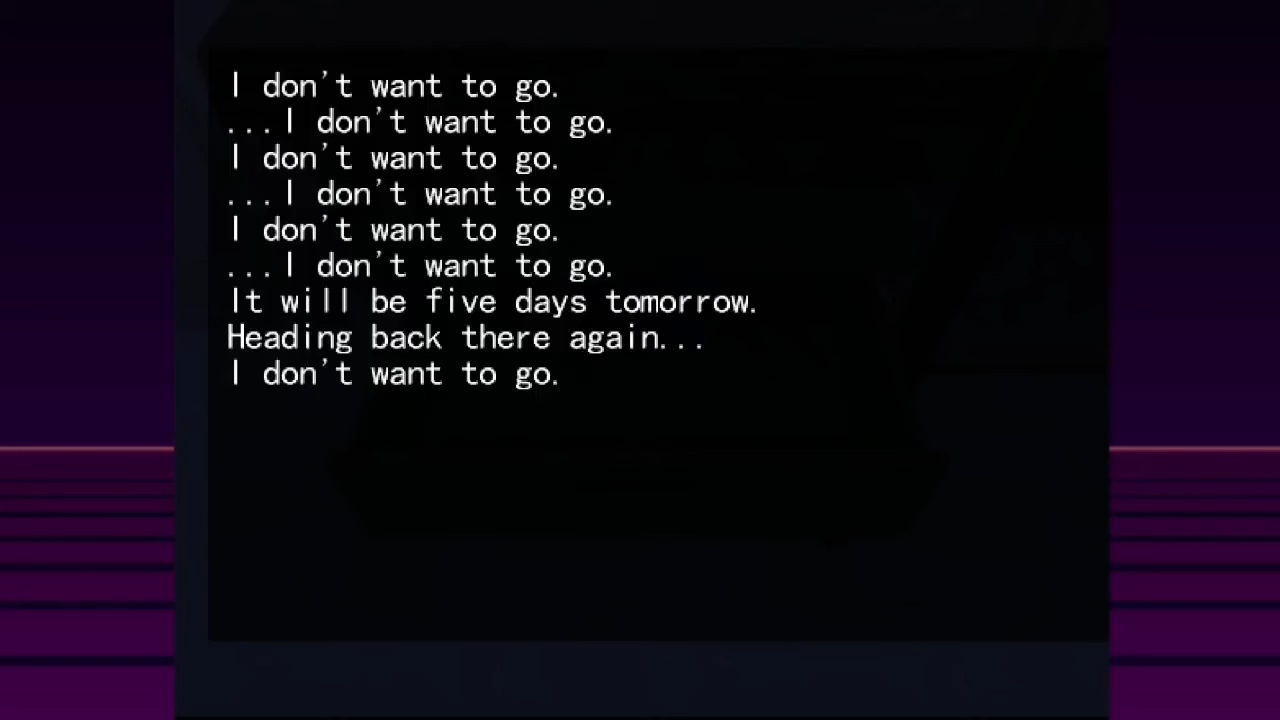 I don't want to go.
...I don't want to go.
I don't want to go.
...I don't want to go.
I don't want to go.
...I don't want to go.
It will be five days tomorrow.
Heading back there again...
I don't want to go.